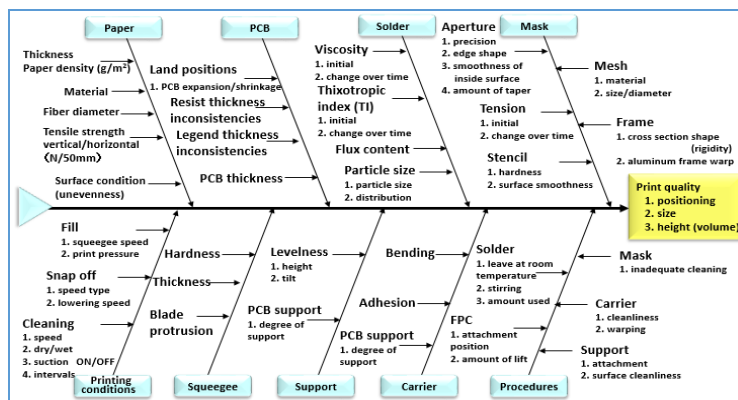 Paper
PCB
Solder
Mask
Thickness
Paper density (g/m²)
Material
Fiber diameter
Tensile strength
vertical/horizontal
(N/50mm)
Surface condition
(unevenness)
Land positions
1. PCB expansion/shrinkage
Resist thickness
inconsistencies
Legend thickness
inconsistencies
PCB thickness
Viscosity
1. initial
2. change over time
Thixotropic
index (TI)
1. initial
2. change over time
Flux content
Particle size
1. particle size
2. distribution
Aperture
1. precision
2. edge shape
3. smoothness of
inside surface
4. amount of taper
Tension
1. initial
2. change over time
Stencil
1. hardness
2. surface smoothness
Mesh
1. material
2. size/diameter
Frame
1. cross section shape
(rigidity)
2. aluminum frame warp
Print quality
1. positioning
2. size
3. height (volume)
Fill
1. squeegee speed
2. print pressure
Snap off
1. speed type
2. lowering speed
Cleaning
1. speed
2. dry/wet
3. suction ON/OFF
4. intervals
Hardness
Thickness
Blade
protrusion
Levelness
1. height
2. tilt
PCB support
1. degree of
support
Bending
Adhesion
PCB support
1. degree of
support
Solder
1. leave at room
temperature
2. stirring
3. amount used
FPC
1. attachment
position
2. amount of lift
Mask
1. inadequate cleaning
Carrier
1. cleanliness
2. warping
Support
1. attachment
2. surface cleanliness
Printing
conditions
Squeegee
Support
Carrier
Procedures